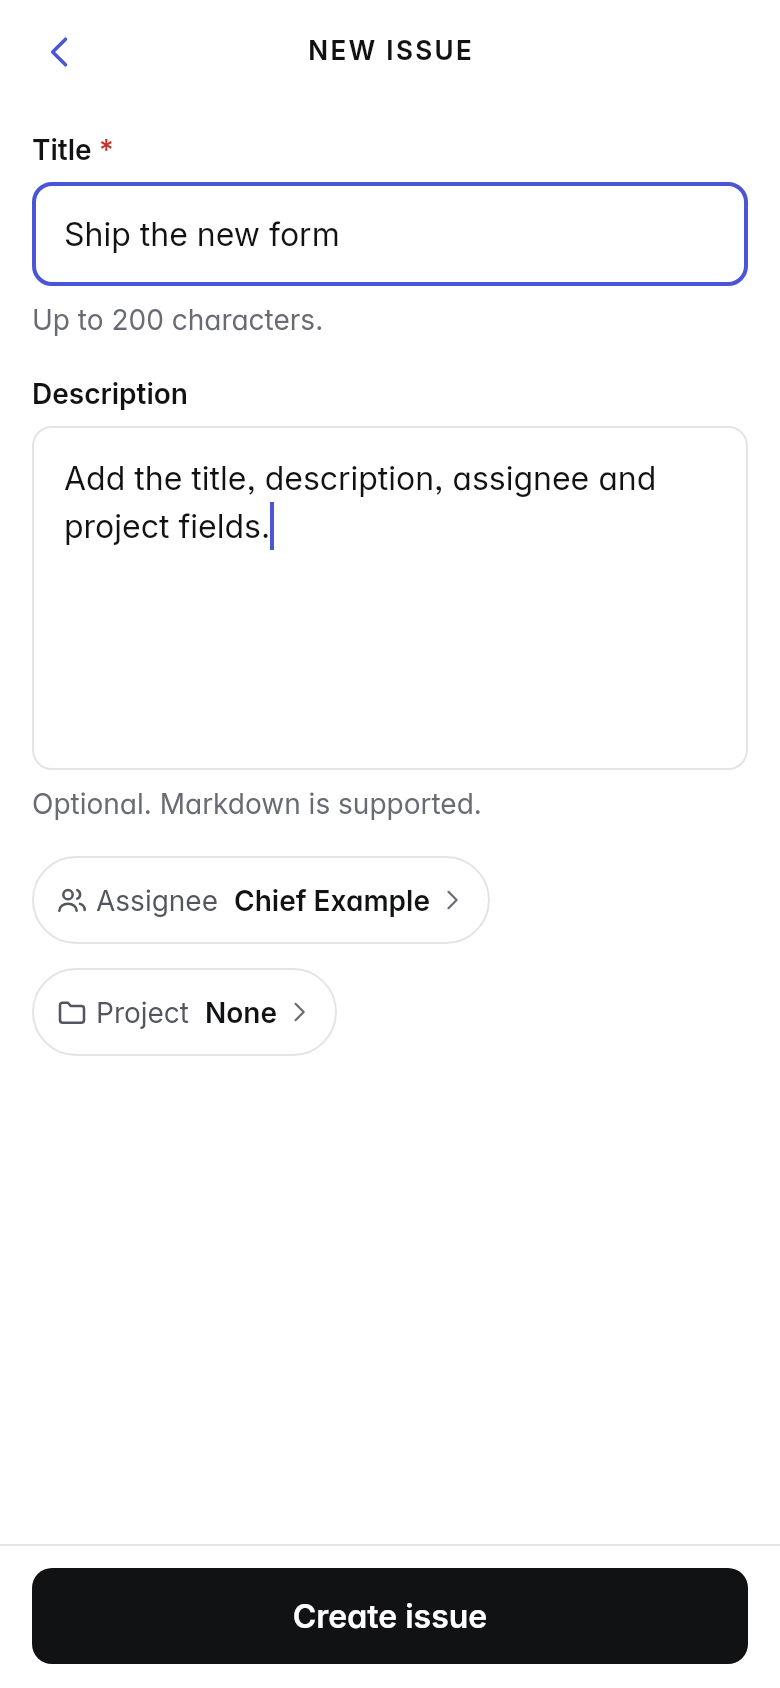 NEW ISSUE
Title *
Ship the new form
Up to 200 characters.
Description
Add the title, description, assignee and
project fields.
Optional. Markdown is supported.
Assignee Chief Example
Project None
Create issue